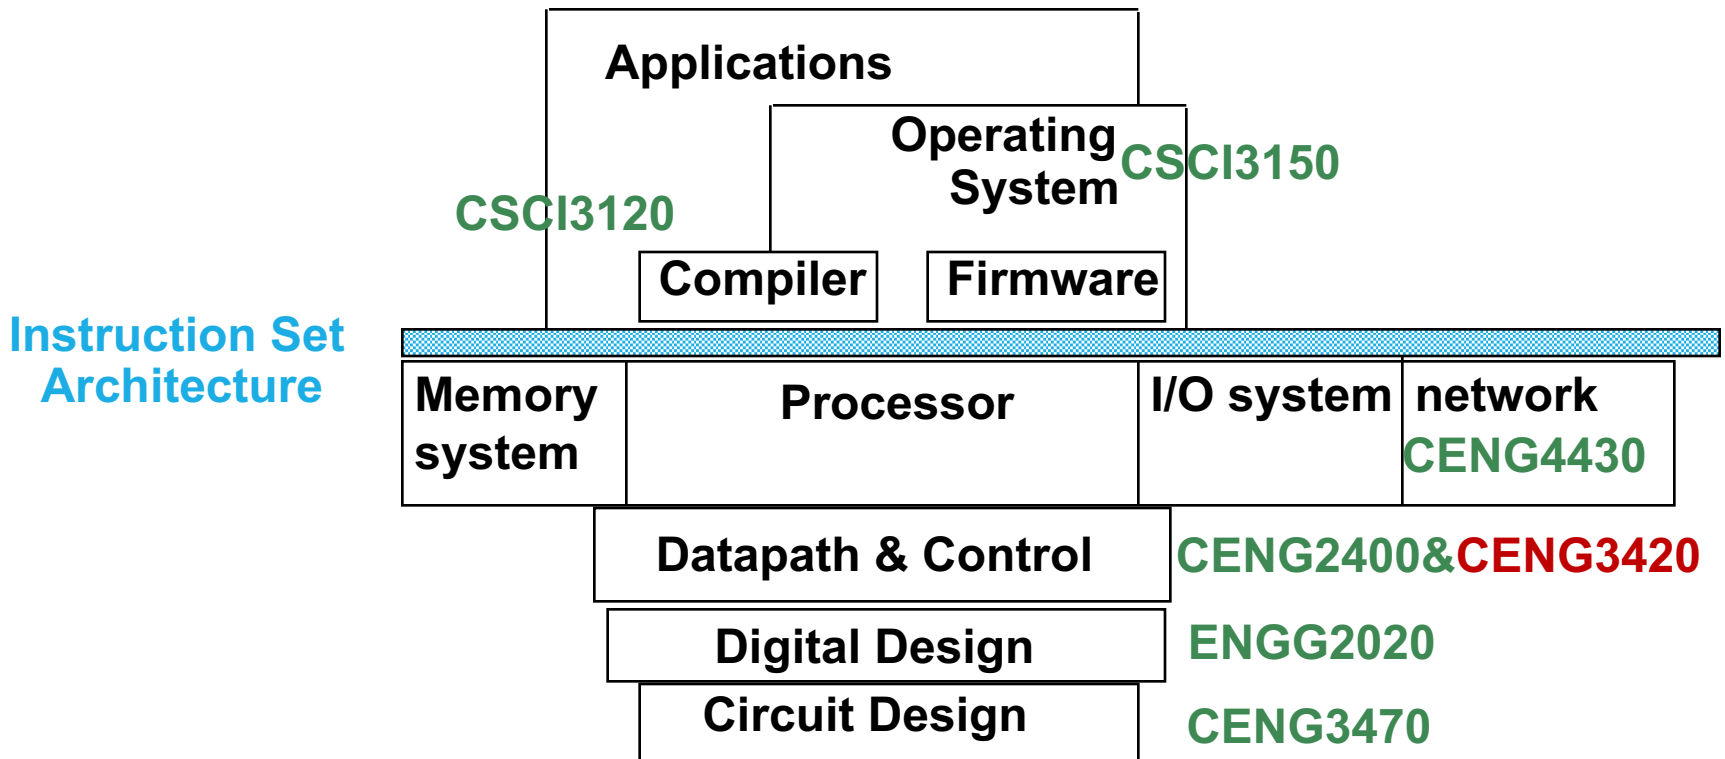 Applications
Operating
System
CSCI3150
CSCI3120
Compiler
Firmware
Instruction Set
Architecture
Memory
system
Processor
I/O system
network
CENG4430
Datapath & Control
CENG2400&CENG3420
Digital Design
ENGG2020
Circuit Design
CENG3470